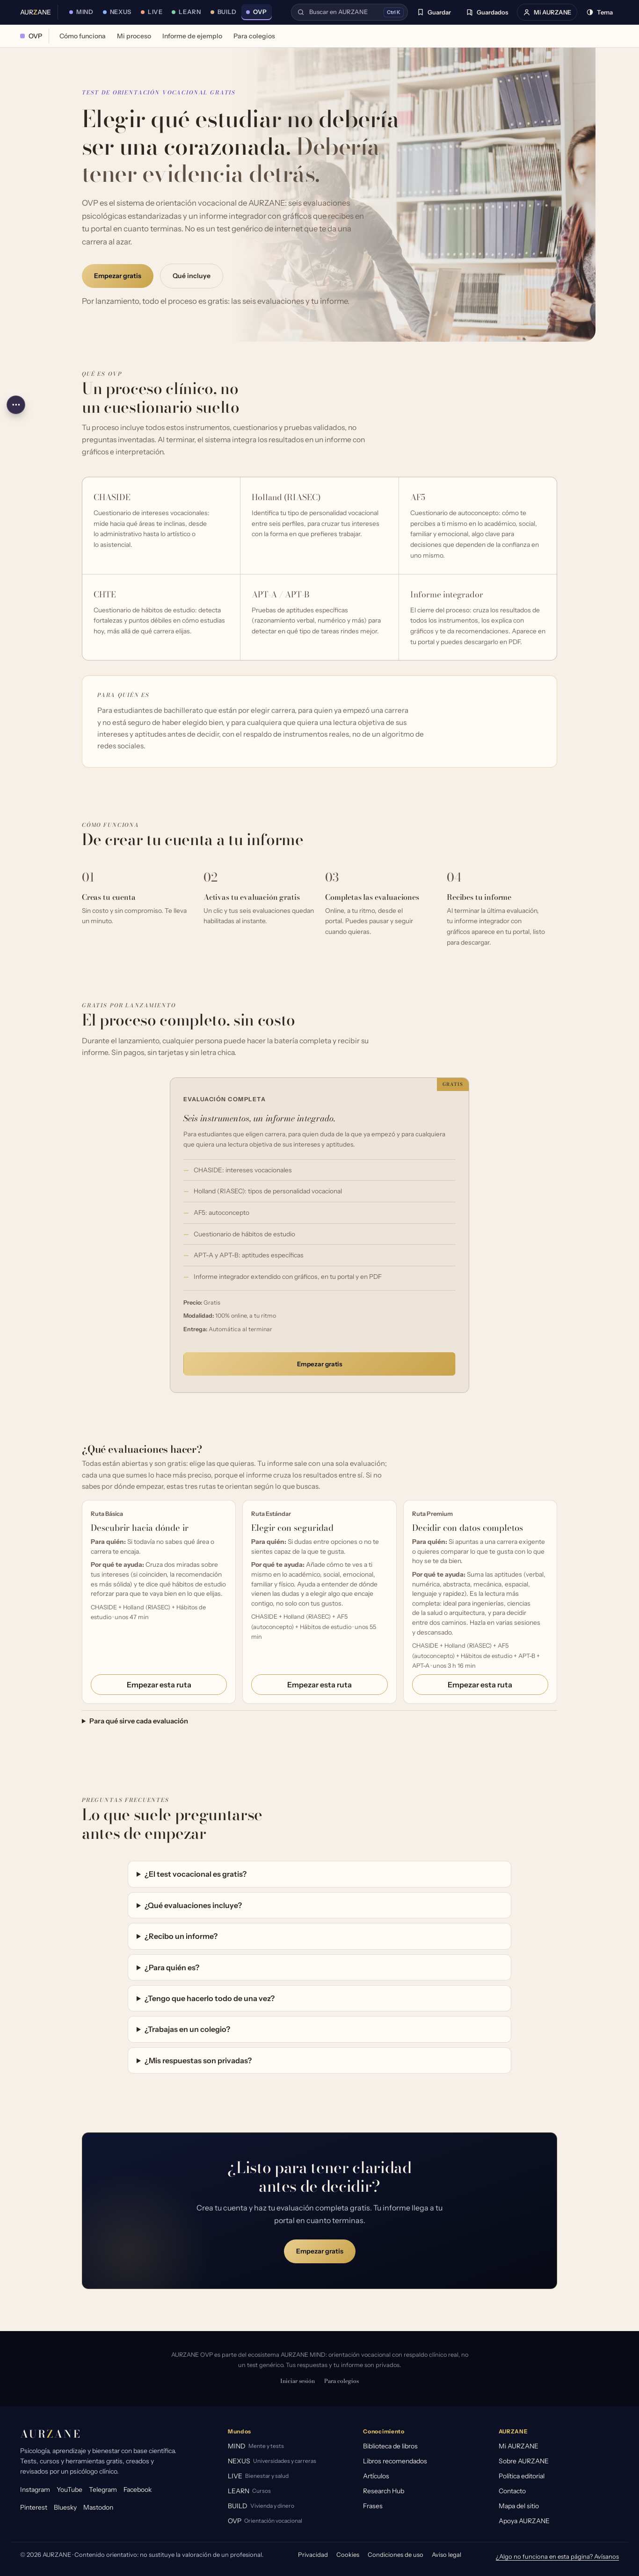 AURZANE
MIND
NEXUS
LIVE
LEARN
BUILD
OVP
Buscar en AURZANE
Ctrl K
Guardar
Guardados
Mi AURZANE
Tema
OVP
Cómo funciona
Mi proceso
Informe de ejemplo
Para colegios
TEST DE ORIENTACIÓN VOCACIONAL GRATIS
Elegir qué estudiar no debería
ser una corazonada. Debería
tener evidencia detrás.
OVP es el sistema de orientación vocacional de AURZANE: seis evaluaciones
psicológicas estandarizadas y un informe integrador con gráficos que recibes en
tu portal en cuanto terminas. No es un test genérico de internet que te da una
carrera al azar.
Empezar gratis
Qué incluye
Por lanzamiento, todo el proceso es gratis: las seis evaluaciones y tu informe.
QUÉ ES OVP
Un proceso clínico, no
un cuestionario suelto
Tu proceso incluye todos estos instrumentos, cuestionarios y pruebas validados, no
preguntas inventadas. Al terminar, el sistema integra los resultados en un informe con
gráficos e interpretación.
CHASIDE
Cuestionario de intereses vocacionales:
mide hacia qué áreas te inclinas, desde
lo administrativo hasta lo artístico o
lo asistencial.
Holland (RIASEC)
Identifica tu tipo de personalidad vocacional
entre seis perfiles, para cruzar tus intereses
con la forma en que prefieres trabajar.
AF5
Cuestionario de autoconcepto: cómo te
percibes a ti mismo en lo académico, social,
familiar y emocional, algo clave para
decisiones que dependen de la confianza en
uno mismo.
CHTE
Cuestionario de hábitos de estudio: detecta
fortalezas y puntos débiles en cómo estudias
hoy, más allá de qué carrera elijas.
APT-A / APT-B
Pruebas de aptitudes específicas
(razonamiento verbal, numérico y más) para
detectar en qué tipo de tareas rindes mejor.
Informe integrador
El cierre del proceso: cruza los resultados de
todos los instrumentos, los explica con
gráficos y te da recomendaciones. Aparece en
tu portal y puedes descargarlo en PDF.
PARA QUIÉN ES
Para estudiantes de bachillerato que están por elegir carrera, para quien ya empezó una carrera
y no está seguro de haber elegido bien, y para cualquiera que quiera una lectura objetiva de sus
intereses y aptitudes antes de decidir, con el respaldo de instrumentos reales, no de un algoritmo de
redes sociales.
CÓMO FUNCIONA
De crear tu cuenta a tu informe
01
Creas tu cuenta
Sin costo y sin compromiso. Te lleva
un minuto.
02
Activas tu evaluación gratis
Un clic y tus seis evaluaciones quedan
habilitadas al instante.
03
Completas las evaluaciones
Online, a tu ritmo, desde el
portal. Puedes pausar y seguir
cuando quieras.
04
Recibes tu informe
Al terminar la última evaluación,
tu informe integrador con
gráficos aparece en tu portal, listo
para descargar.
GRATIS POR LANZAMIENTO
El proceso completo, sin costo
Durante el lanzamiento, cualquier persona puede hacer la batería completa y recibir su
informe. Sin pagos, sin tarjetas y sin letra chica.
GRATIS
EVALUACIÓN COMPLETA
Seis instrumentos, un informe integrado.
Para estudiantes que eligen carrera, para quien duda de la que ya empezó y para cualquiera
que quiera una lectura objetiva de sus intereses y aptitudes.
– CHASIDE: intereses vocacionales
– Holland (RIASEC): tipos de personalidad vocacional
– AF5: autoconcepto
– Cuestionario de hábitos de estudio
– APT-A y APT-B: aptitudes específicas
– Informe integrador extendido con gráficos, en tu portal y en PDF
Precio: Gratis
Modalidad: 100% online, a tu ritmo
Entrega: Automática al terminar
Empezar gratis
¿Qué evaluaciones hacer?
Todas están abiertas y son gratis: elige las que quieras. Tu informe sale con una sola evaluación;
cada una que sumes lo hace más preciso, porque el informe cruza los resultados entre sí. Si no
sabes por dónde empezar, estas tres rutas te orientan según lo que buscas.
Ruta Básica
Descubrir hacia dónde ir
Para quién: Si todavía no sabes qué área o
carrera te encaja.
Por qué te ayuda: Cruza dos miradas sobre
tus intereses (si coinciden, la recomendación
es más sólida) y te dice qué hábitos de estudio
reforzar para que te vaya bien en lo que elijas.
CHASIDE + Holland (RIASEC) + Hábitos de
estudio · unos 47 min
Empezar esta ruta
Ruta Estándar
Elegir con seguridad
Para quién: Si dudas entre opciones o no te
sientes capaz de la que te gusta.
Por qué te ayuda: Añade cómo te ves a ti
mismo en lo académico, social, emocional,
familiar y físico. Ayuda a entender de dónde
vienen las dudas y a elegir algo que encaje
contigo, no solo con tus gustos.
CHASIDE + Holland (RIASEC) + AF5
(autoconcepto) + Hábitos de estudio · unos 55
min
Empezar esta ruta
Ruta Premium
Decidir con datos completos
Para quién: Si apuntas a una carrera exigente
o quieres comparar lo que te gusta con lo que
hoy se te da bien.
Por qué te ayuda: Suma las aptitudes (verbal,
numérica, abstracta, mecánica, espacial,
lenguaje y rapidez). Es la lectura más
completa: ideal para ingenierías, ciencias
de la salud o arquitectura, y para decidir
entre dos caminos. Hazla en varias sesiones
y descansado.
CHASIDE + Holland (RIASEC) + AF5
(autoconcepto) + Hábitos de estudio + APT-B +
APT-A · unos 3 h 16 min
Empezar esta ruta
Para qué sirve cada evaluación
PREGUNTAS FRECUENTES
Lo que suele preguntarse
antes de empezar
¿El test vocacional es gratis?
¿Qué evaluaciones incluye?
¿Recibo un informe?
¿Para quién es?
¿Tengo que hacerlo todo de una vez?
¿Trabajas en un colegio?
¿Mis respuestas son privadas?
¿Listo para tener claridad
antes de decidir?
Crea tu cuenta y haz tu evaluación completa gratis. Tu informe llega a tu
portal en cuanto terminas.
Empezar gratis
AURZANE OVP es parte del ecosistema AURZANE MIND: orientación vocacional con respaldo clínico real, no
un test genérico. Tus respuestas y tu informe son privados.
Iniciar sesión
Para colegios
AURZANE
Psicología, aprendizaje y bienestar con base científica.
Tests, cursos y herramientas gratis, creados y
revisados por un psicólogo clínico.
Instagram YouTube Telegram Facebook
Pinterest Bluesky Mastodon
Mundos
MIND Mente y tests
NEXUS Universidades y carreras
LIVE Bienestar y salud
LEARN Cursos
BUILD Vivienda y dinero
OVP Orientación vocacional
Conocimiento
Biblioteca de libros
Libros recomendados
Artículos
Research Hub
Frases
AURZANE
Mi AURZANE
Sobre AURZANE
Política editorial
Contacto
Mapa del sitio
Apoya AURZANE
© 2026 AURZANE · Contenido orientativo: no sustituye la valoración de un profesional.
Privacidad
Cookies
Condiciones de uso
Aviso legal
¿Algo no funciona en esta página? Avísanos